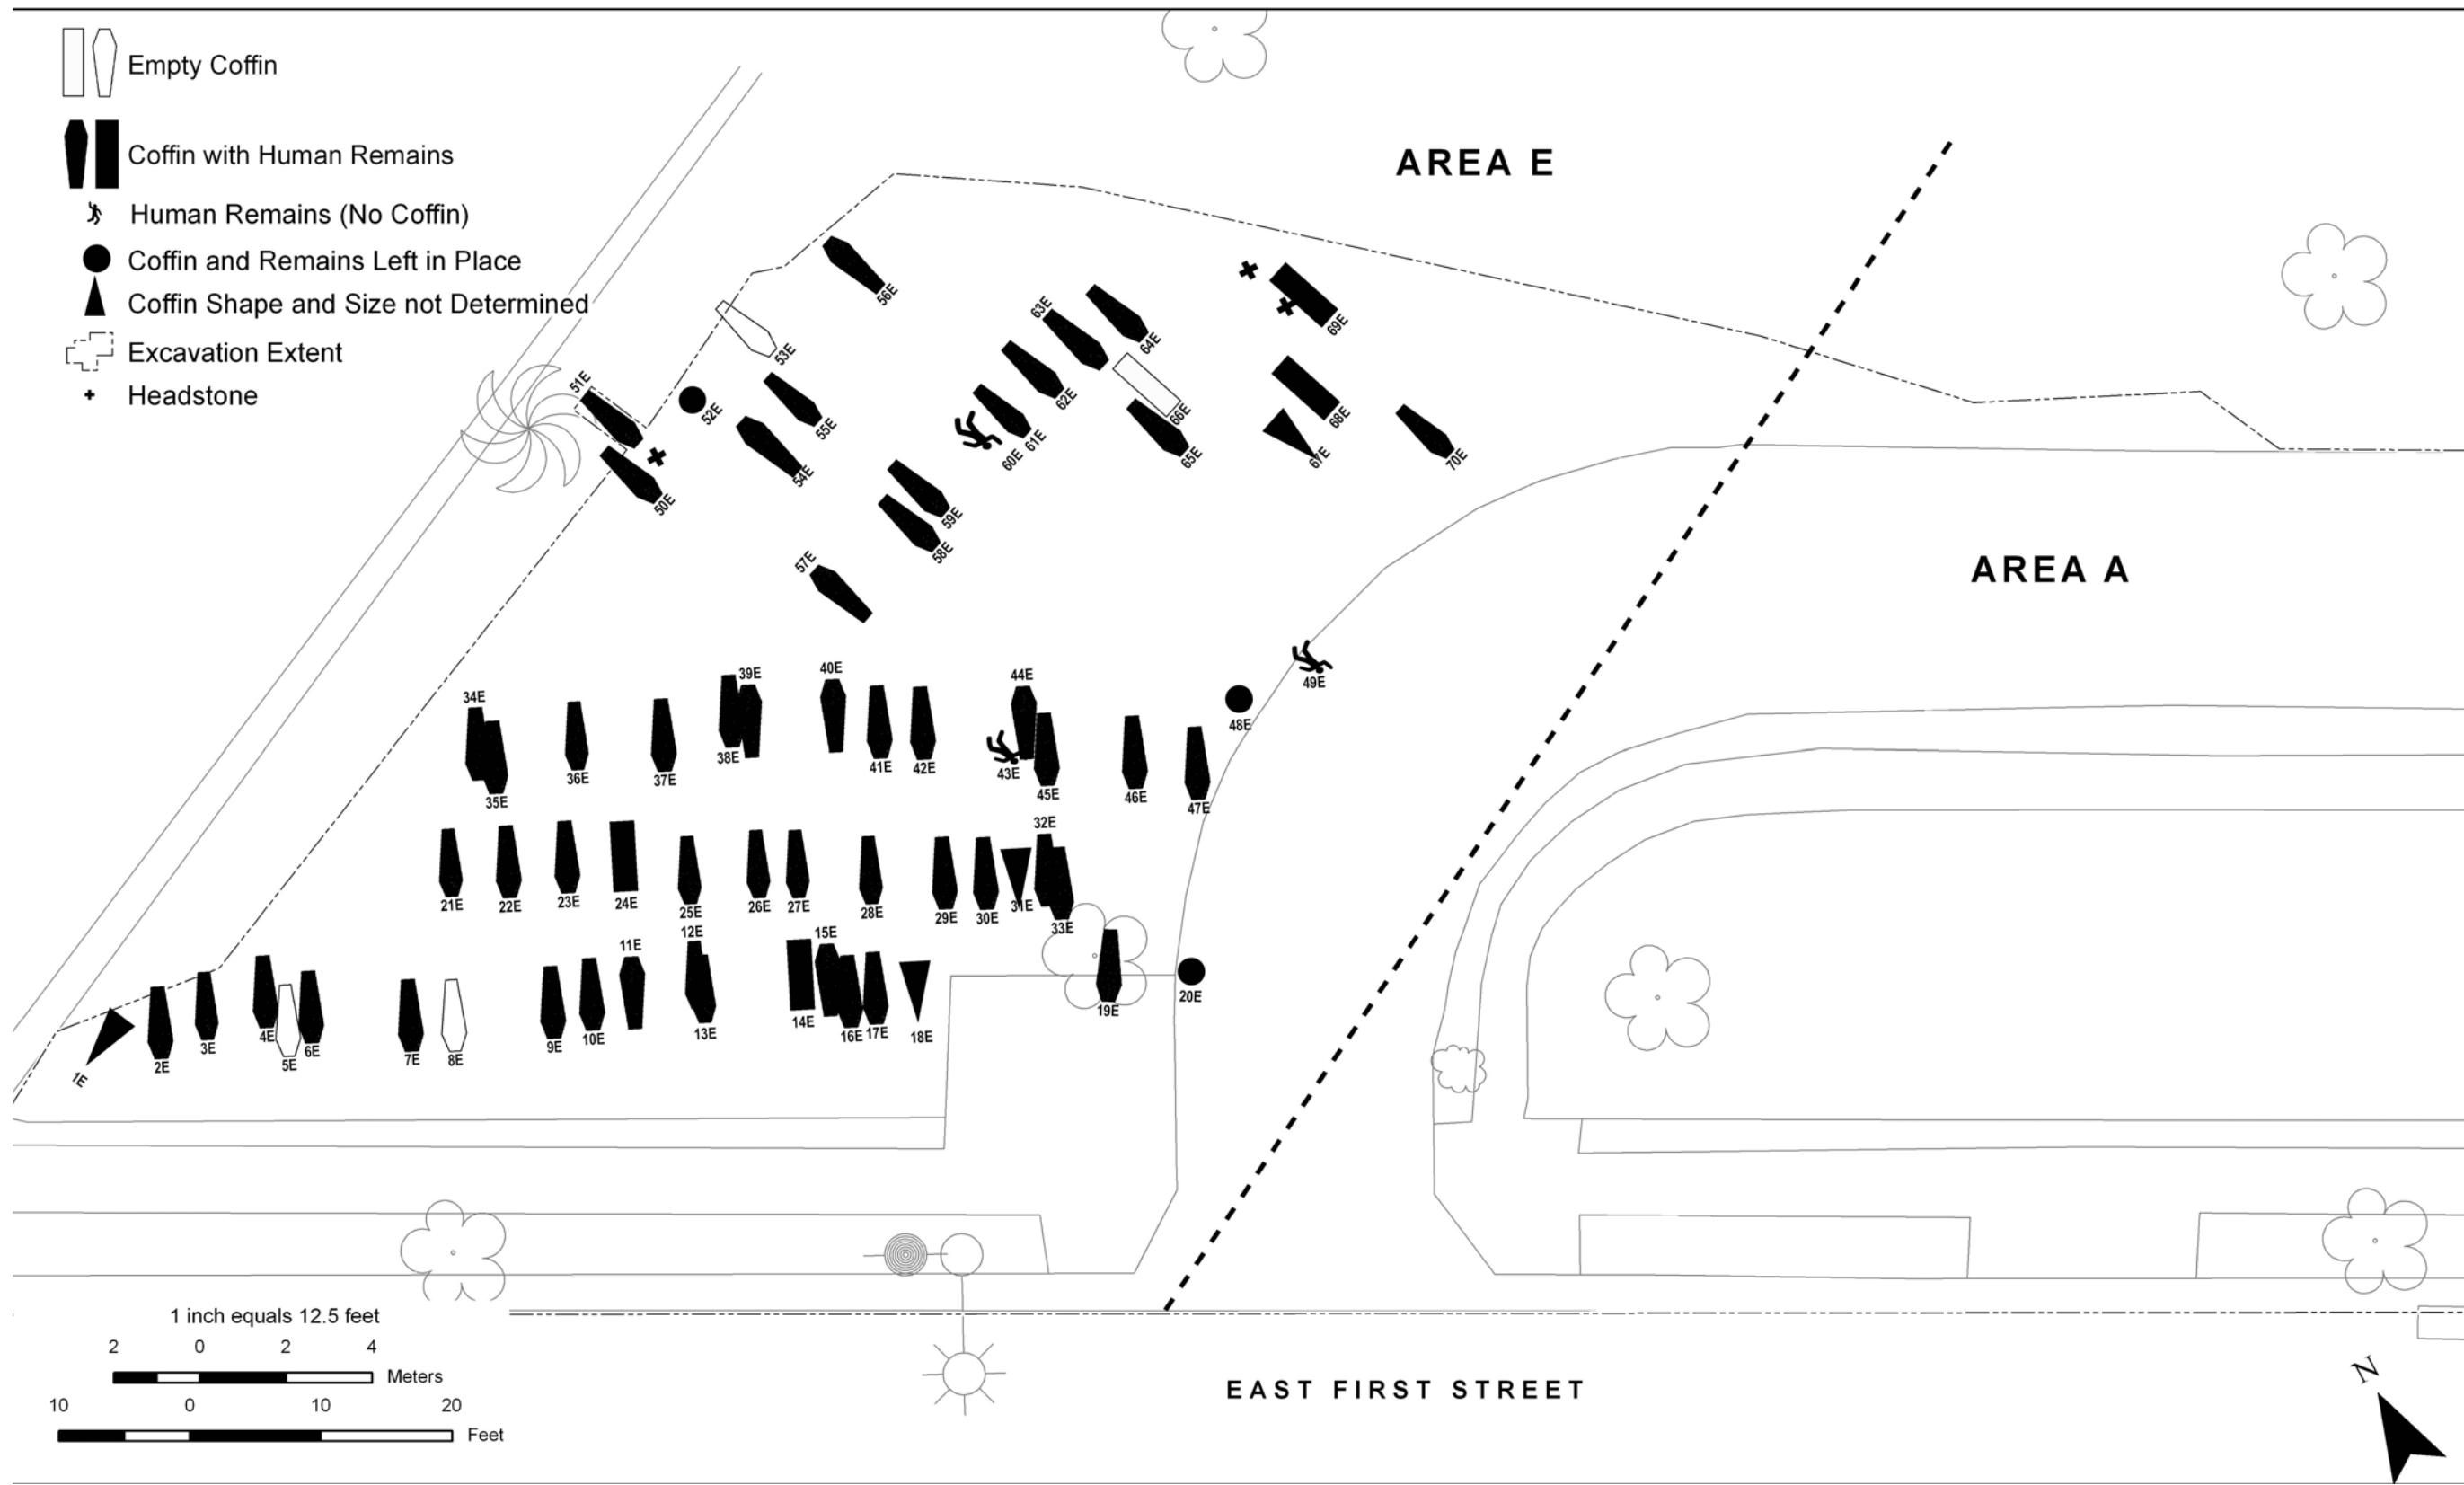 Empty Coffin
Coffin with Human Remains
Human Remains (No Coffin)
Coffin and Remains Left in Place
Coffin Shape and Size not Determined
Excavation Extent
Headstone
AREA E
AREA A
56E
53E
63E
64E
69E
51E
52E
55E
62E
66E
68E
54E
60E
61E
65E
67E
70E
50E
59E
58E
57E
34E
39E
40E
44E
49E
48E
38E
36E
37E
41E
42E
43E
35E
45E
46E
47E
32E
21E
22E
23E
24E
25E
26E
27E
28E
29E
30E
31E
33E
12E
11E
15E
20E
19E
1E
2E
3E
4E
5E
6E
7E
8E
9E
10E
13E
14E
16E
17E
18E
1 inch equals 12.5 feet
2 0 2 4
Meters
10 0 10 20
Feet
EAST FIRST STREET
N